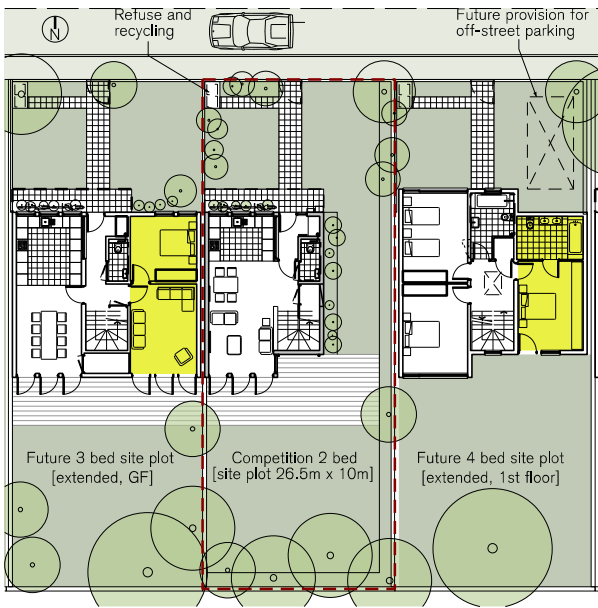 Refuse and
recycling
Future provision for
off-street parking
N
Future 3 bed site plot
[extended, GF]
Competition 2 bed
[site plot 26.5m x 10m]
Future 4 bed site plot
[extended, 1st floor]